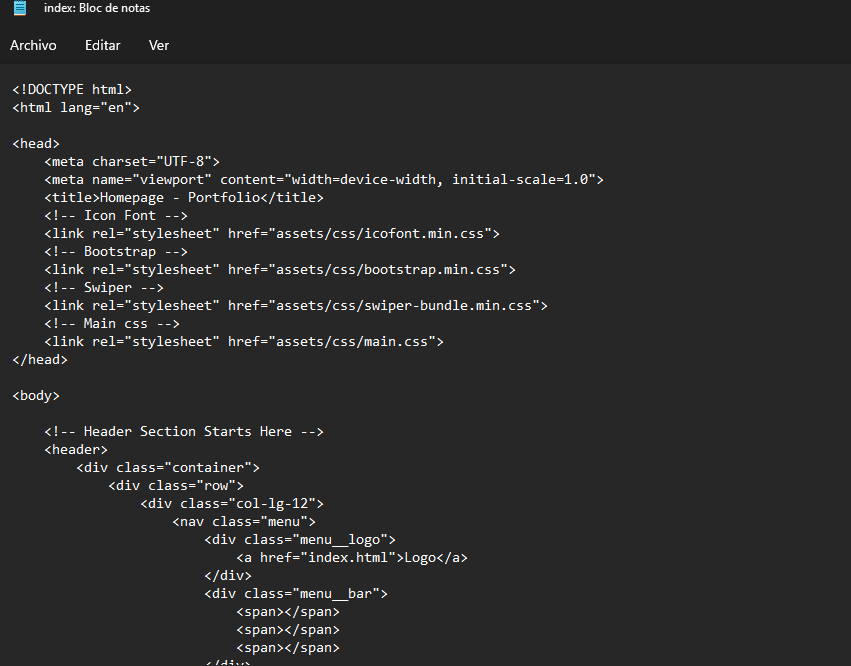 index: Bloc de notas
Archivo Editar Ver
<!DOCTYPE html>
<html lang="en">
<head>
<meta charset="UTF-8">
<meta name="viewport" content="width=device-width, initial-scale=1.0">
<title>Homepage - Portfolio</title>
<!-- Icon Font -->
<link rel="stylesheet" href="assets/css/icofont.min.css">
<!-- Bootstrap -->
<link rel="stylesheet" href="assets/css/bootstrap.min.css">
<!-- Swiper -->
<link rel="stylesheet" href="assets/css/swiper-bundle.min.css">
<!-- Main css -->
<link rel="stylesheet" href="assets/css/main.css">
</head>
<body>
<!-- Header Section Starts Here -->
<header>
<div class="container">
<div class="row">
<div class="col-lg-12">
<nav class="menu">
<div class="menu__logo">
<a href="index.html">Logo</a>
</div>
<div class="menu__bar">
<span></span>
<span></span>
<span></span>
</div>